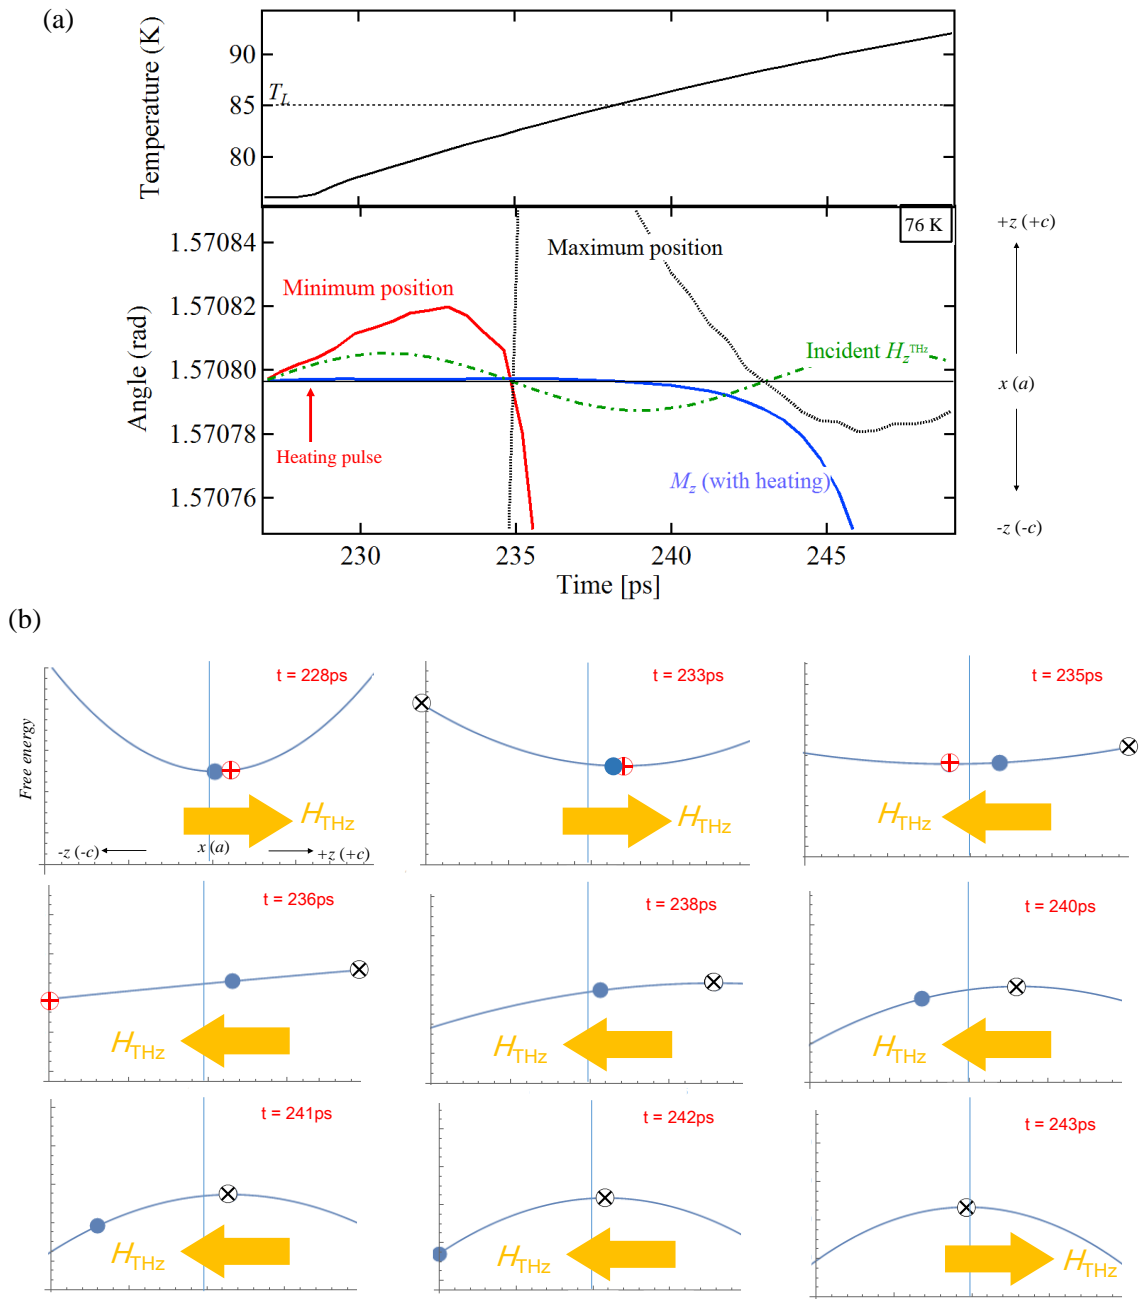 (a)
Temperature (K)
90
85
80
T_L
76 K
Angle (rad)
1.57084
1.57082
1.57080
1.57078
1.57076
Maximum position
Minimum position
Incident H_z^THz
Heating pulse
M_z (with heating)
+z (+c)
x (a)
-z (-c)
230
235
240
245
Time [ps]
(b)
Free energy
t = 228ps
H_THz
-z (-c)
x (a)
+z (+c)
t = 233ps
H_THz
t = 235ps
H_THz
t = 236ps
H_THz
t = 238ps
H_THz
t = 240ps
H_THz
t = 241ps
H_THz
t = 242ps
H_THz
t = 243ps
H_THz